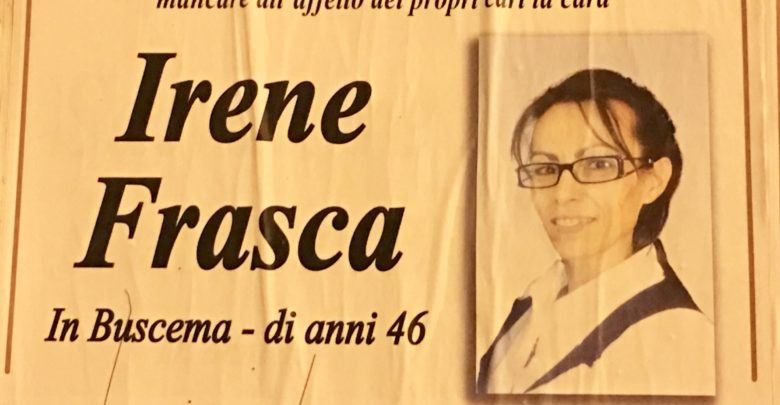 mancare all'affetto dei propri cari la cara
Irene
Frasca
In Buscema - di anni 46